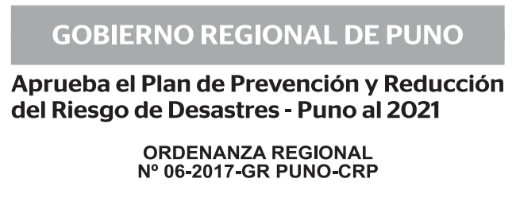 GOBIERNO REGIONAL DE PUNO
Aprueba el Plan de Prevención y Reducción
del Riesgo de Desastres - Puno al 2021
ORDENANZA REGIONAL
Nº 06-2017-GR PUNO-CRP